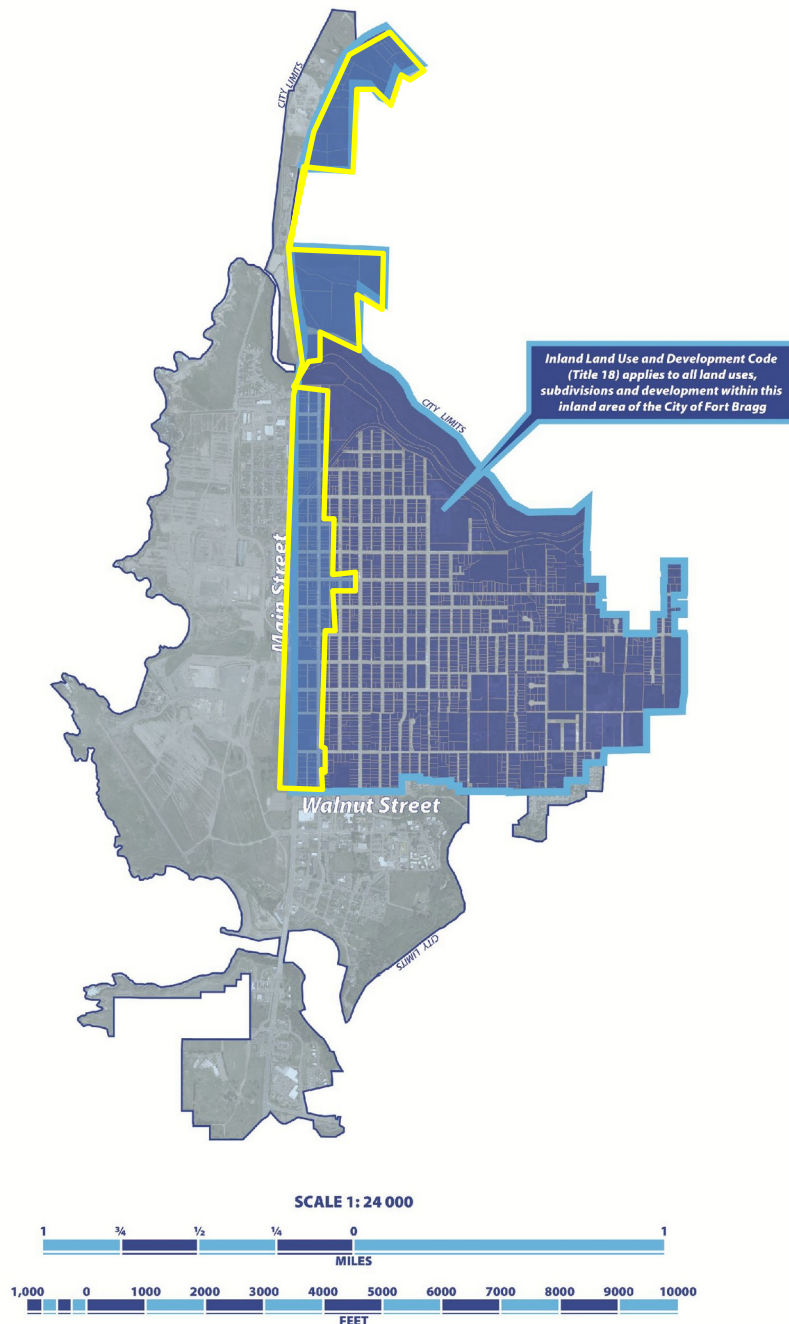 CITY LIMITS
Inland Land Use and Development Code
(Title 18) applies to all land uses,
subdivisions and development within this
inland area of the City of Fort Bragg
CITY LIMITS
Main Street
Walnut Street
CITY LIMITS
SCALE 1: 24 000
1 ¾ ½ ¼ 0 1
MILES
1,000 0 1000 2000 3000 4000 5000 6000 7000 8000 9000 10000
FEET